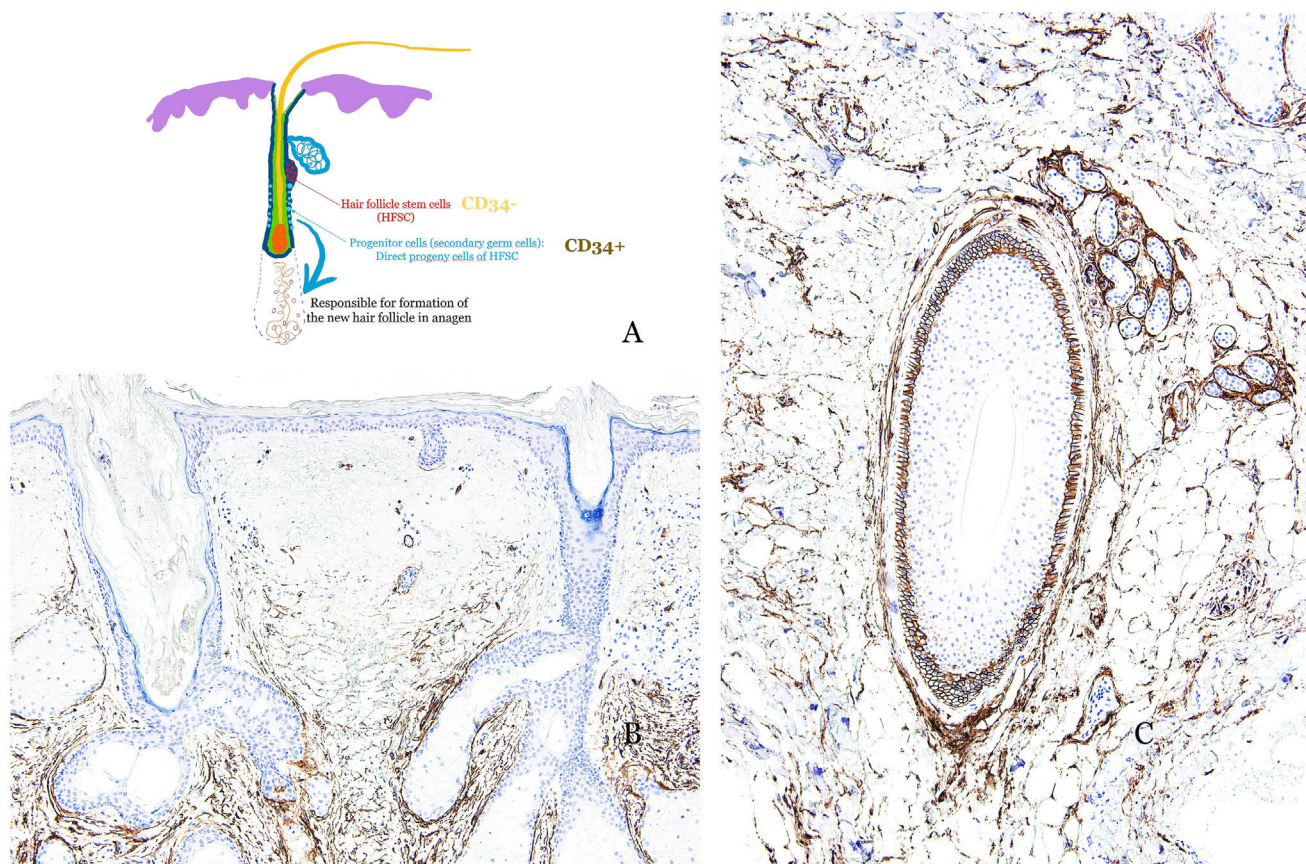 Hair follicle stem cells CD34-
(HFSC)
Progenitor cells (secondary germ cells): CD34+
Direct progeny cells of HFSC
Responsible for formation of
the new hair follicle in anagen
A
B
C